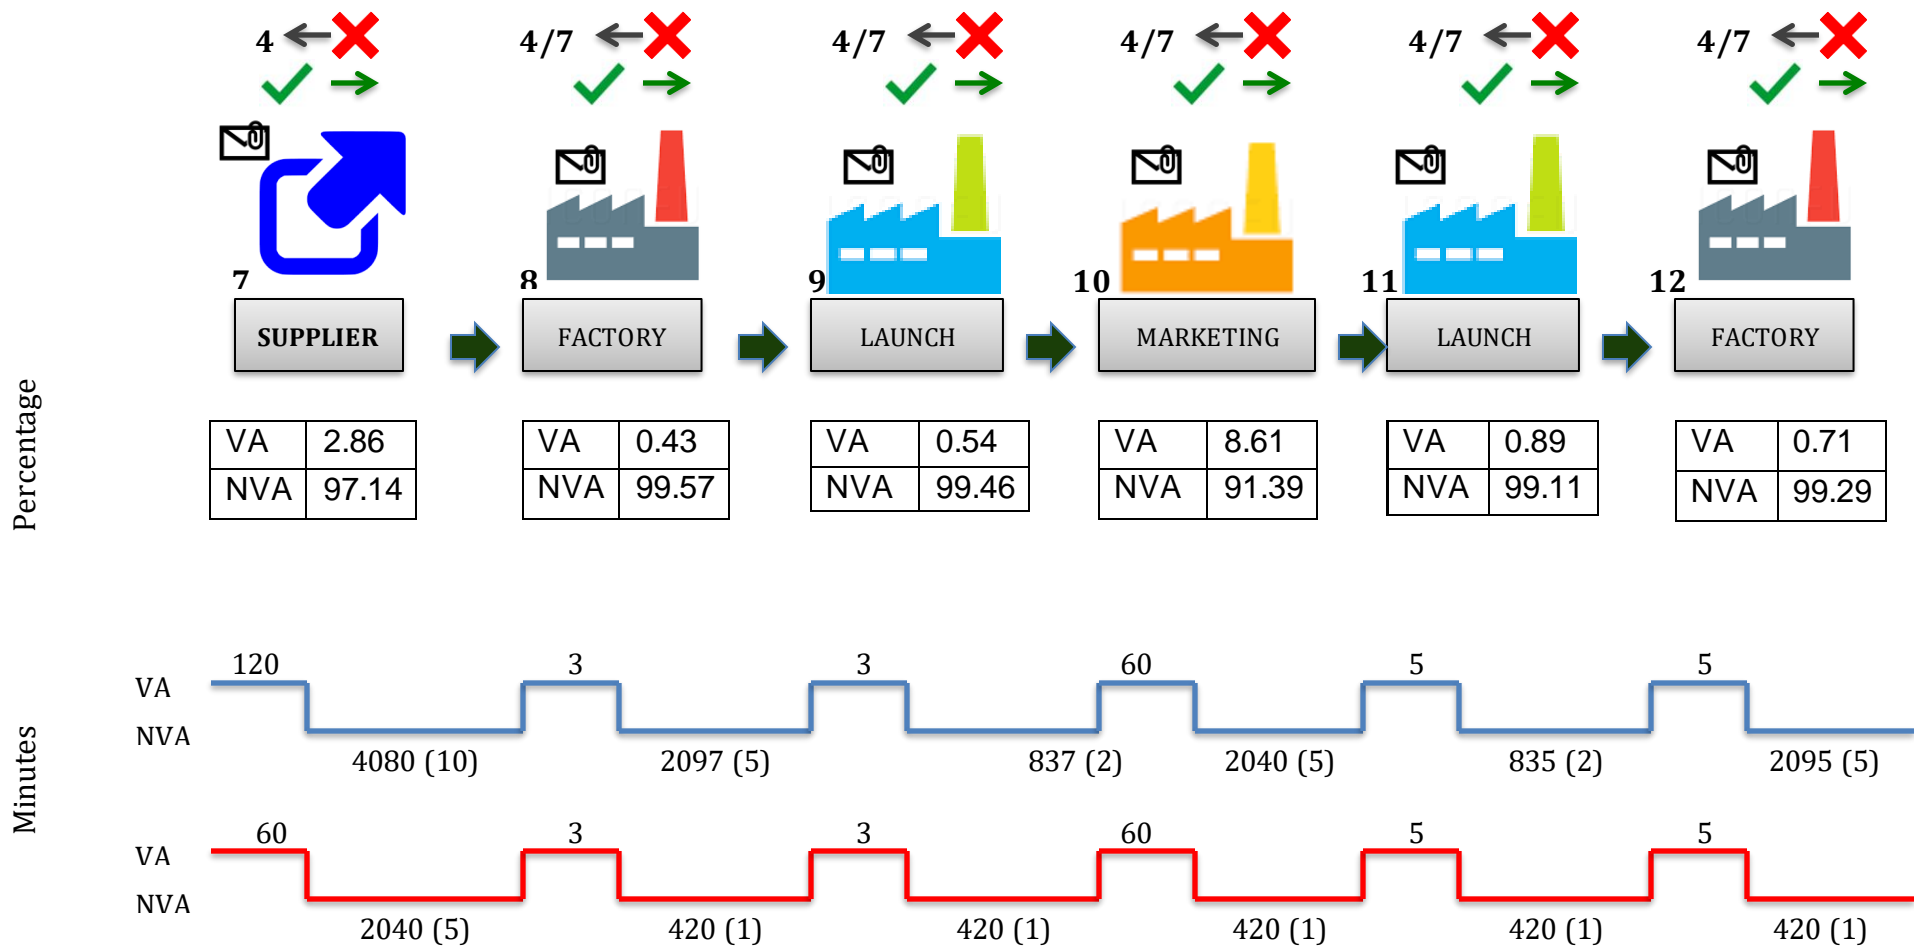 4 4/7 4/7 4/7 4/7 4/7
7 8 9 10 11 12
SUPPLIER FACTORY LAUNCH MARKETING LAUNCH FACTORY
Percentage
VA 2.86 VA 0.43 VA 0.54 VA 8.61 VA 0.89 VA 0.71
NVA 97.14 NVA 99.57 NVA 99.46 NVA 91.39 NVA 99.11 NVA 99.29
Minutes
120 3 3 60 5 5
VA
NVA
4080 (10) 2097 (5) 837 (2) 2040 (5) 835 (2) 2095 (5)
60 3 3 60 5 5
VA
NVA
2040 (5) 420 (1) 420 (1) 420 (1) 420 (1) 420 (1)